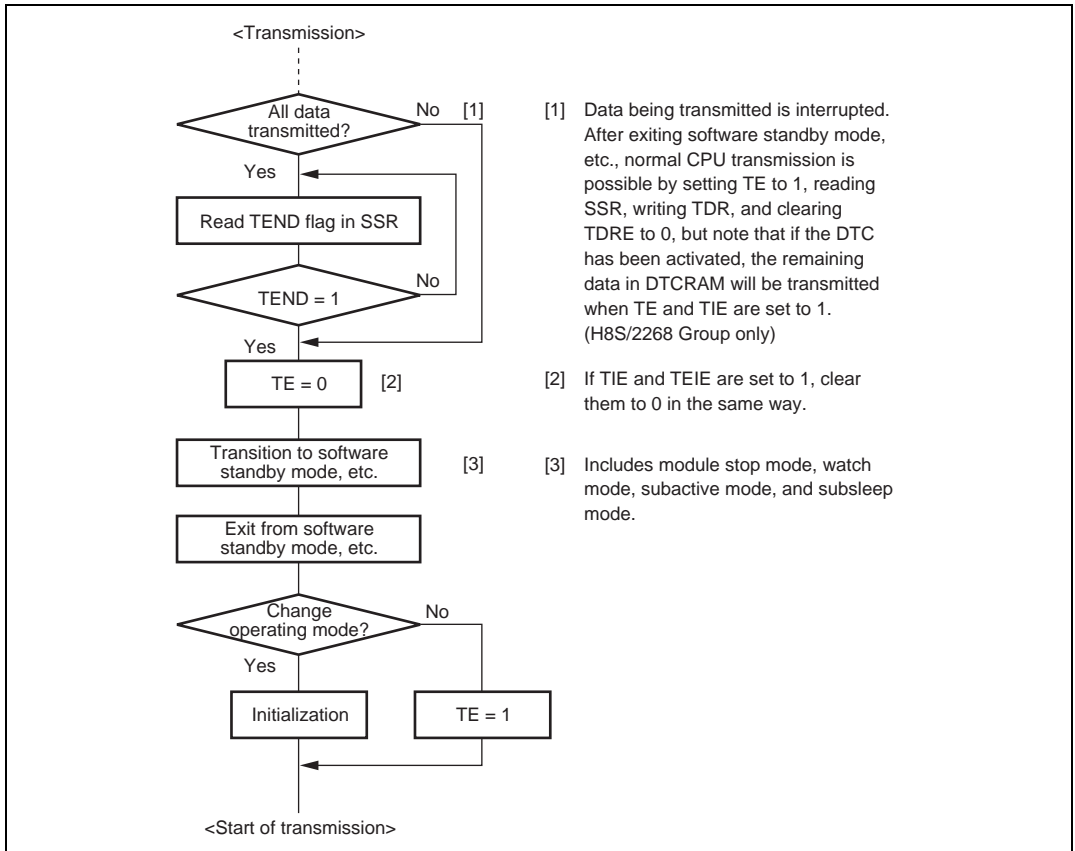 <Transmission>
All data
transmitted?
No
[1]
Yes
Read TEND flag in SSR
TEND = 1
No
Yes
TE = 0
[2]
Transition to software
standby mode, etc.
[3]
Exit from software
standby mode, etc.
Change
operating mode?
No
Yes
Initialization
TE = 1
<Start of transmission>
[1] Data being transmitted is interrupted.
After exiting software standby mode,
etc., normal CPU transmission is
possible by setting TE to 1, reading
SSR, writing TDR, and clearing
TDRE to 0, but note that if the DTC
has been activated, the remaining
data in DTCRAM will be transmitted
when TE and TIE are set to 1.
(H8S/2268 Group only)
[2] If TIE and TEIE are set to 1, clear
them to 0 in the same way.
[3] Includes module stop mode, watch
mode, subactive mode, and subsleep
mode.